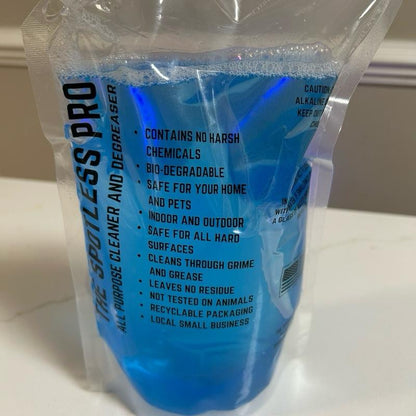 THE SPOTLESS PRO
ALL PURPOSE CLEANER AND DEGREASER
• CONTAINS NO HARSH
CHEMICALS
• BIO-DEGRADABLE
• SAFE FOR YOUR HOME
AND PETS
• INDOOR AND OUTDOOR
• SAFE FOR ALL HARD
SURFACES
• CLEANS THROUGH GRIME
AND GREASE
• LEAVES NO RESIDUE
• NOT TESTED ON ANIMALS
• RECYCLABLE PACKAGING
• LOCAL SMALL BUSINESS
CAUTION
ALKALINE
KEEP OUT